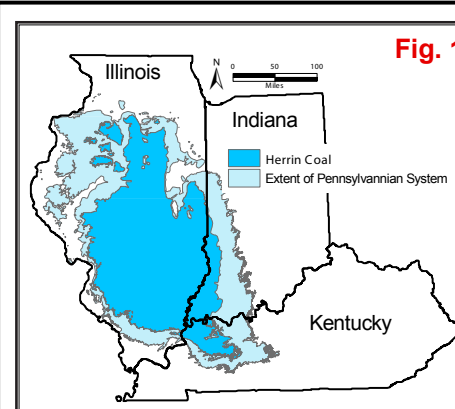 Fig. 1
Illinois
N
0 50 100
Miles
Indiana
Herrin Coal
Extent of Pennsylvannian System
Kentucky